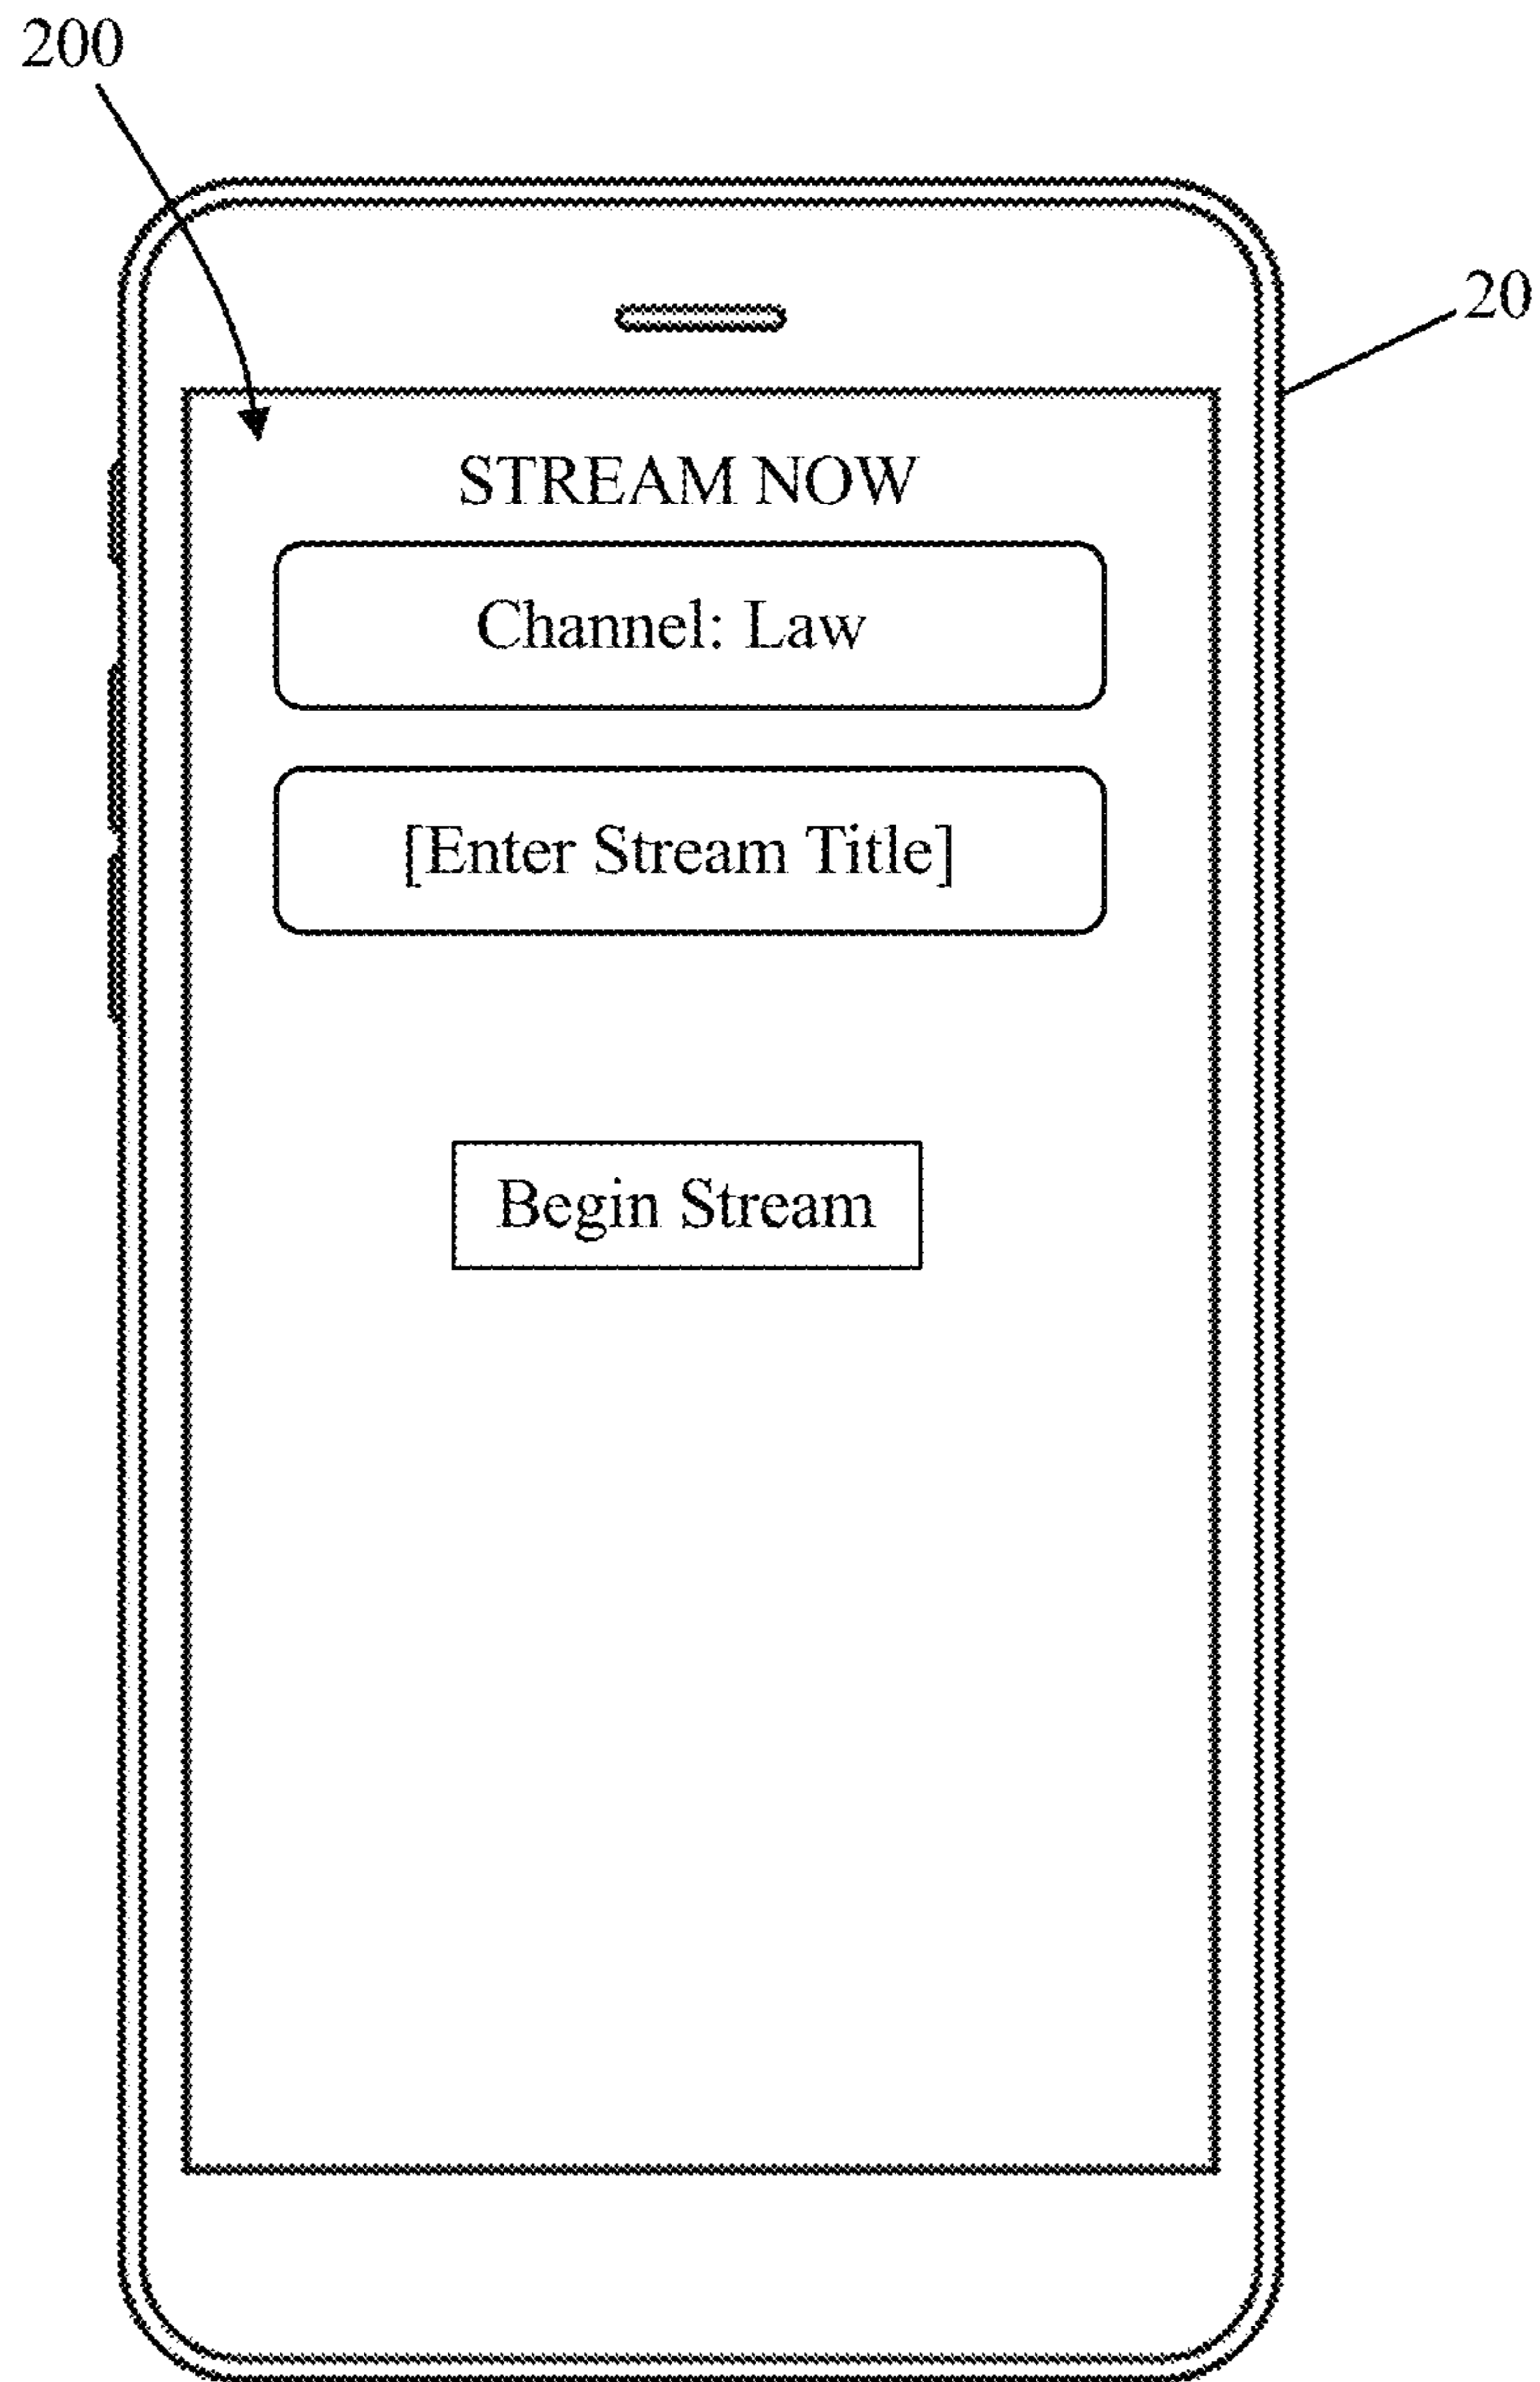 200
20
STREAM NOW
Channel: Law
[Enter Stream Title]
Begin Stream